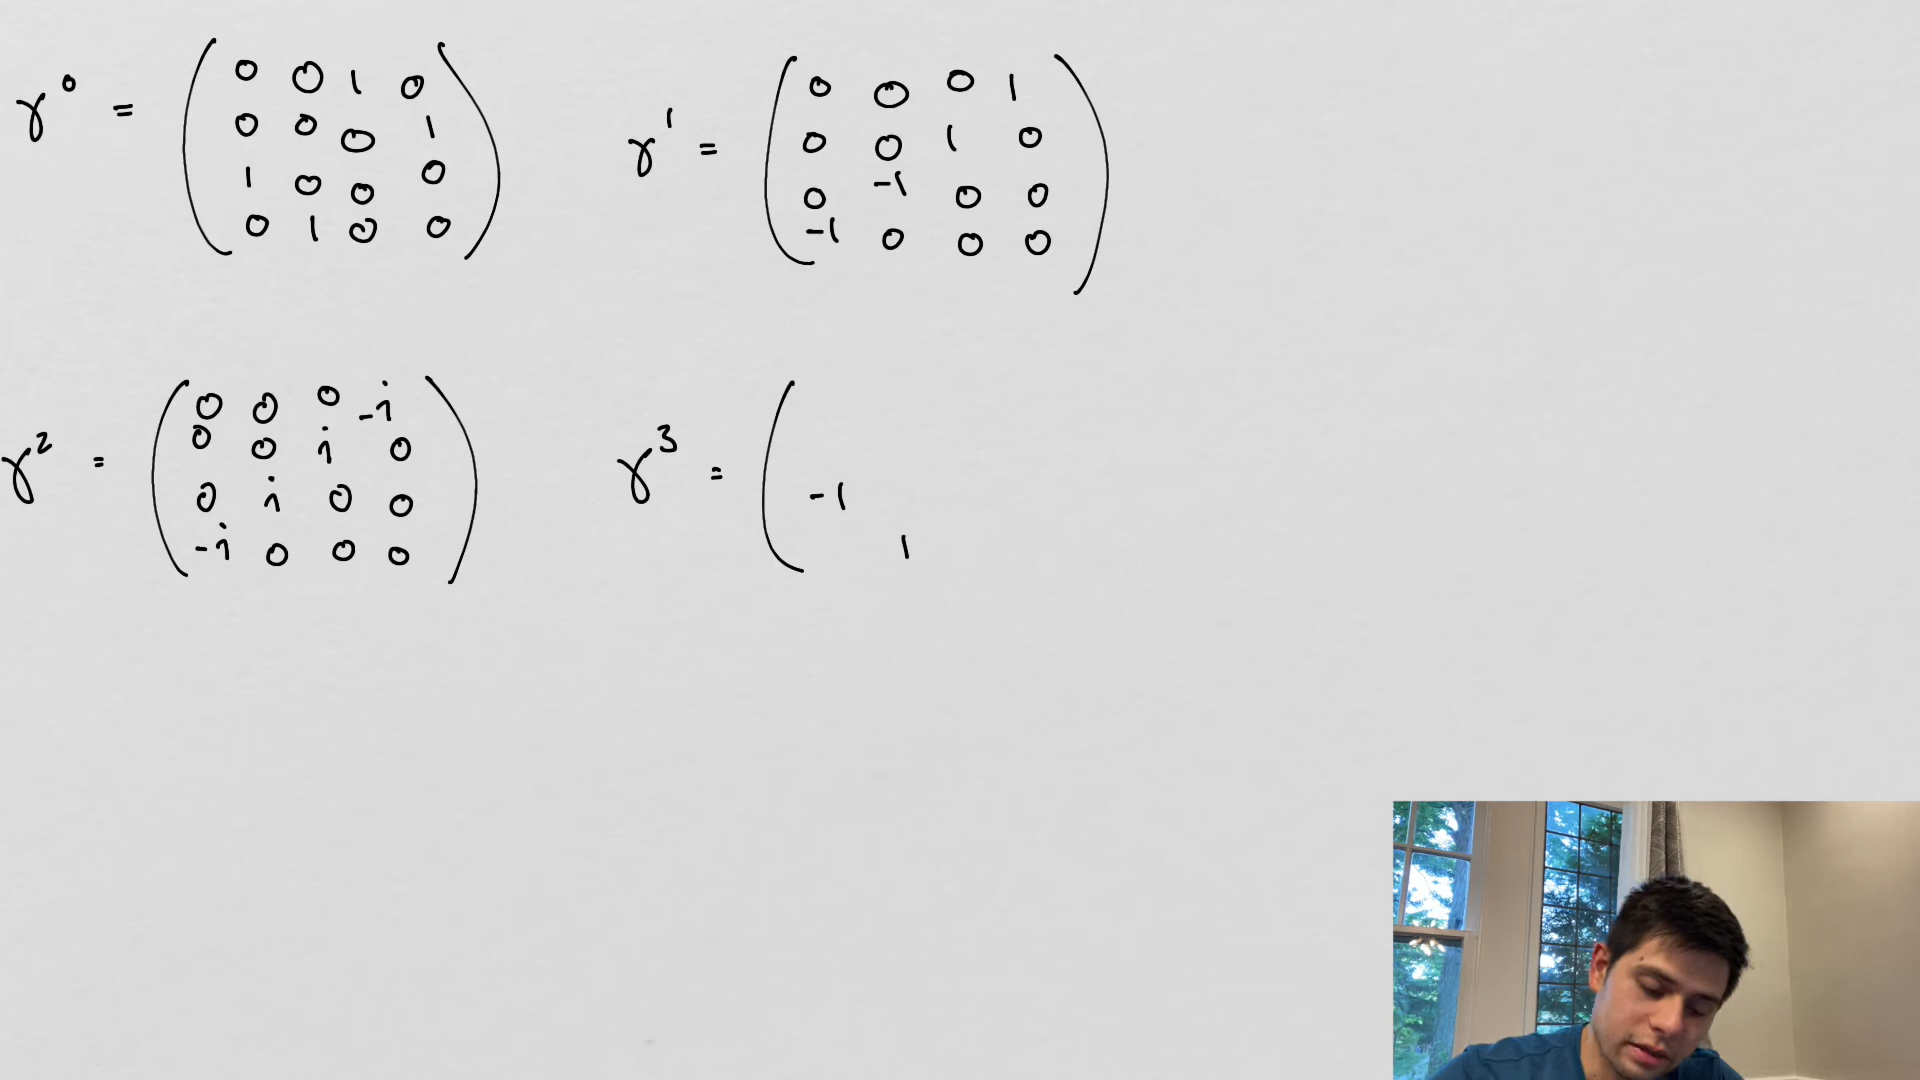 γ⁰ = ( 0 0 1 0 ) γ¹ = ( 0 0 0 1 )
0 0 0 1 0 0 1 0
1 0 0 0 0 -1 0 0
0 1 0 0 -1 0 0 0
γ² = ( 0 0 0 -i ) γ³ = (
0 0 i 0
0 i 0 0 -1
-i 0 0 0 1